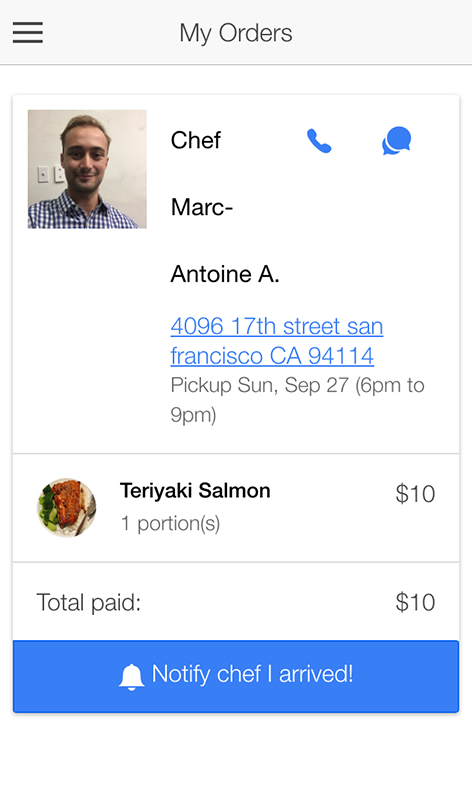 My Orders
Chef
Marc-
Antoine A.
4096 17th street san
francisco CA 94114
Pickup Sun, Sep 27 (6pm to
9pm)
Teriyaki Salmon
$10
1 portion(s)
Total paid:
$10
Notify chef I arrived!